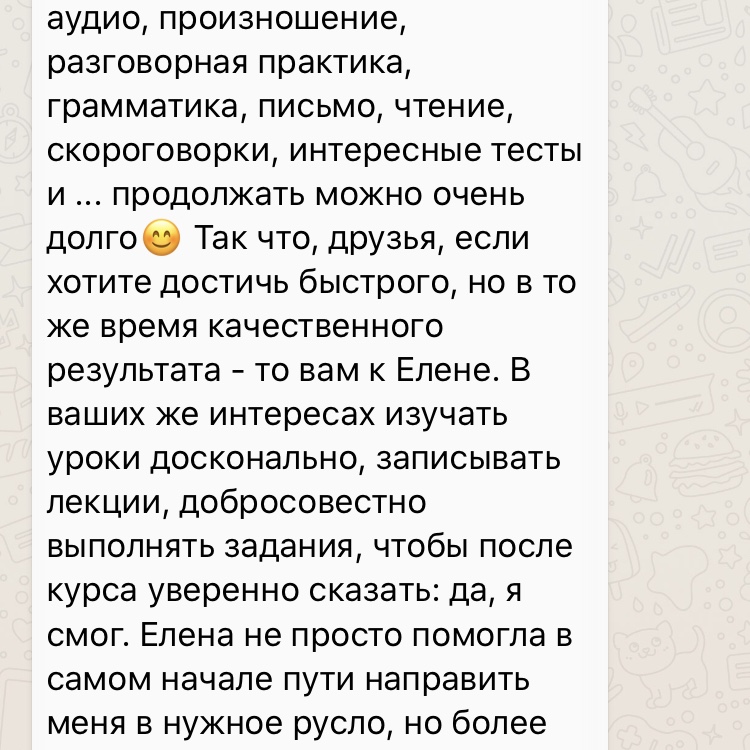 аудио, произношение,
разговорная практика,
грамматика, письмо, чтение,
скороговорки, интересные тесты
и ... продолжать можно очень
долго😊 Так что, друзья, если
хотите достичь быстрого, но в то
же время качественного
результата - то вам к Елене. В
ваших же интересах изучать
уроки досконально, записывать
лекции, добросовестно
выполнять задания, чтобы после
курса уверенно сказать: да, я
смог. Елена не просто помогла в
самом начале пути направить
меня в нужное русло, но более